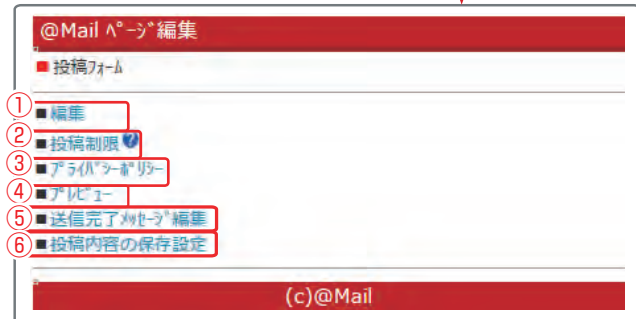 @Mail ﾍﾟｰｼﾞ編集
■ 投稿ﾌｫｰﾑ
① ■編集
② ■投稿制限?
③ ■ﾌﾟﾗｲﾊﾞｼｰﾎﾟﾘｼｰ
④ ■ﾌﾟﾚﾋﾞｭｰ
⑤ ■送信完了ﾒｯｾｰｼﾞ編集
⑥ ■投稿内容の保存設定
(c)@Mail